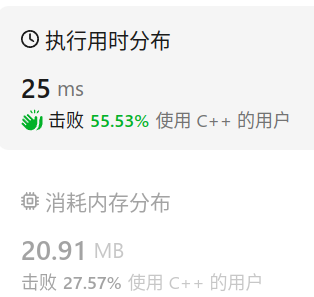 执行用时分布
25 ms
击败 55.53% 使用 C++ 的用户
消耗内存分布
20.91 MB
击败 27.57% 使用 C++ 的用户